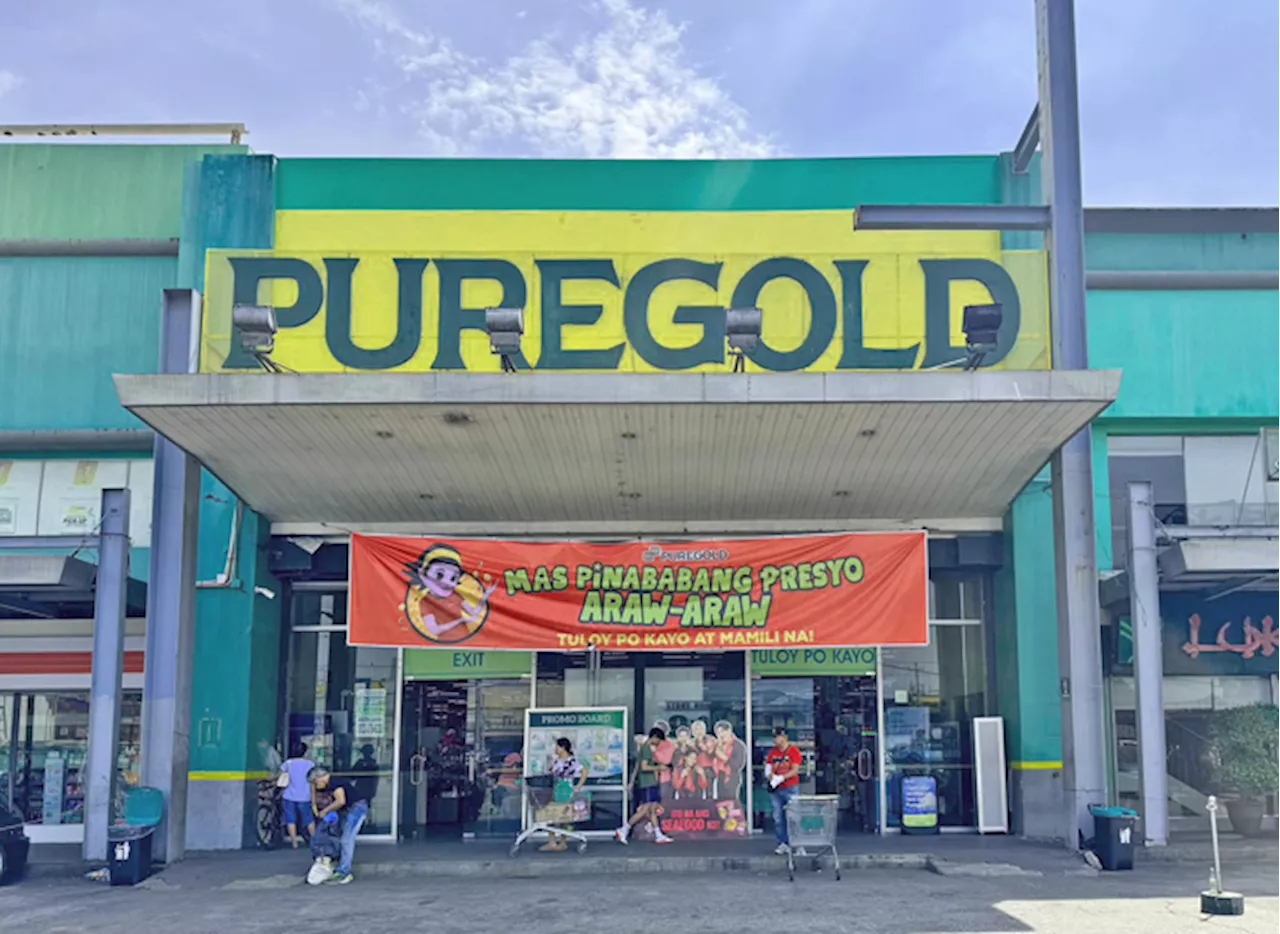 PUREGOLD
PUREGOLD
MAS PINABABANG PRESYO
ARAW-ARAW
TULOY PO KAYO AT MAMILI NA!
EXIT
TULOY PO KAYO
PROMO BOARD